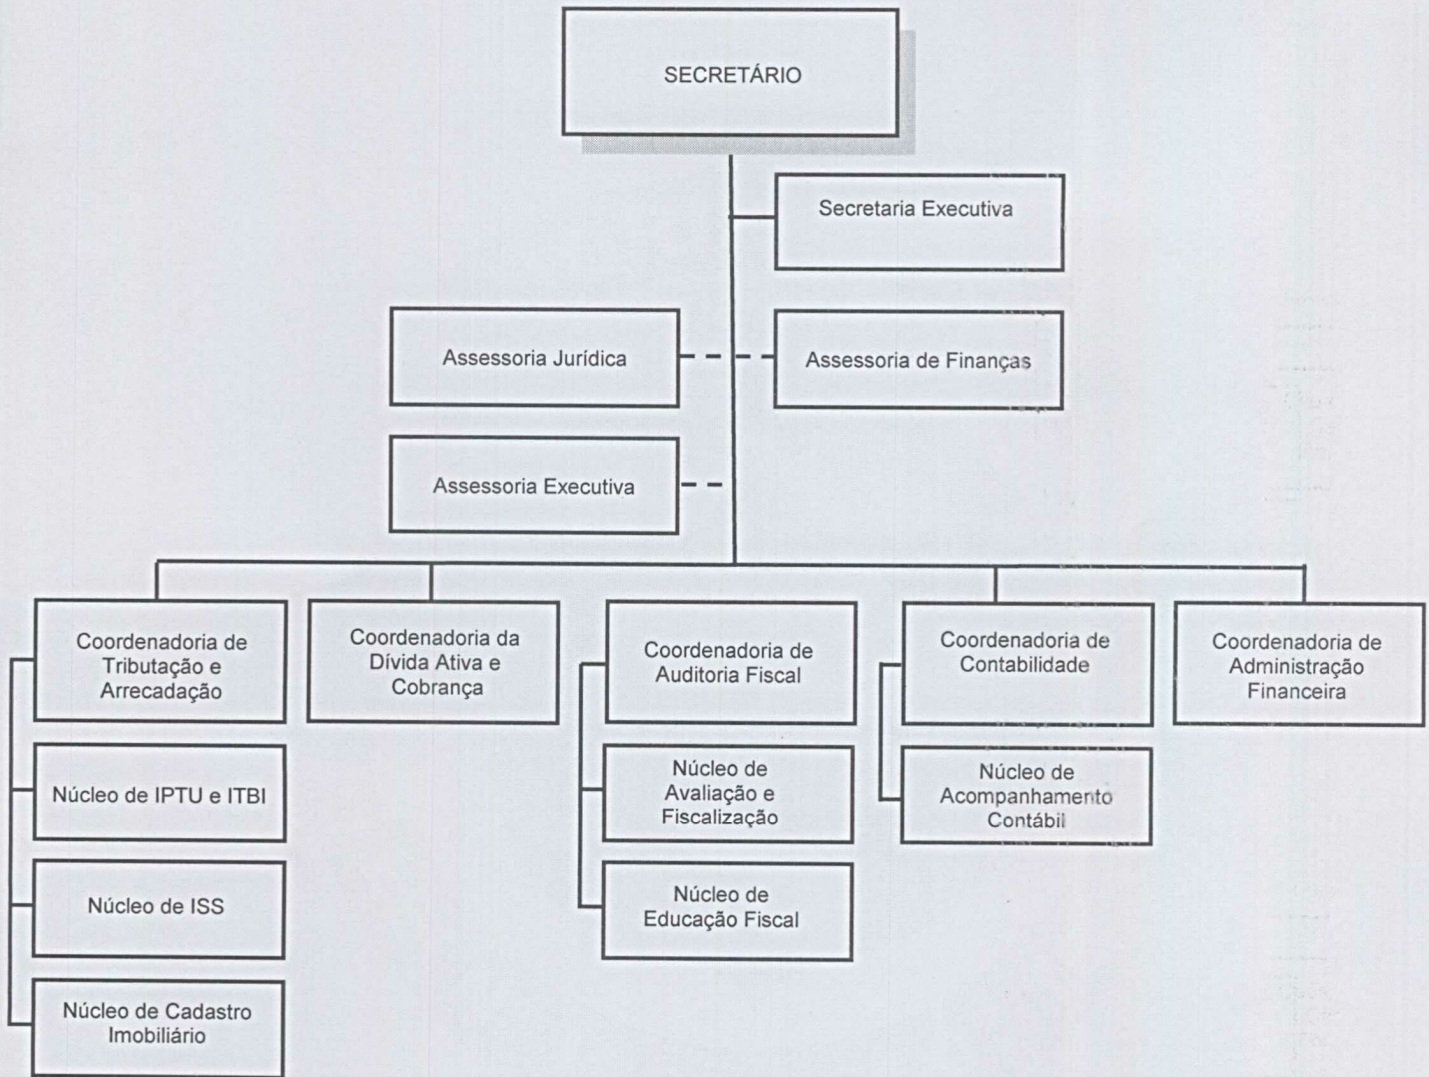 SECRETÁRIO
Secretaria Executiva
Assessoria Jurídica
Assessoria de Finanças
Assessoria Executiva
Coordenadoria de
Tributação e
Arrecadação
Coordenadoria da
Dívida Ativa e
Cobrança
Coordenadoria de
Auditoria Fiscal
Coordenadoria de
Contabilidade
Coordenadoria de
Administração
Financeira
Núcleo de IPTU e ITBI
Núcleo de
Avaliação e
Fiscalização
Núcleo de
Acompanhamento
Contábil
Núcleo de ISS
Núcleo de
Educação Fiscal
Núcleo de Cadastro
Imobiliário